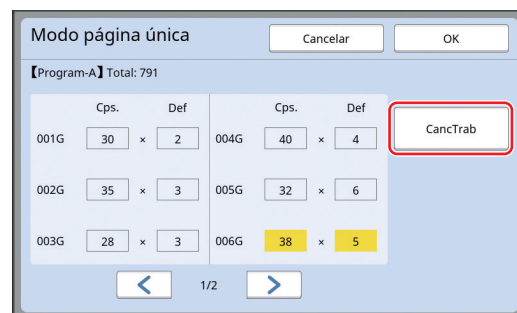 Modo página única Cancelar OK
【Program-A】Total: 791
Cps. Def Cps. Def
001G 30 × 2 004G 40 × 4
CancTrab
002G 35 × 3 005G 32 × 6
003G 28 × 3 006G 38 × 5
1/2